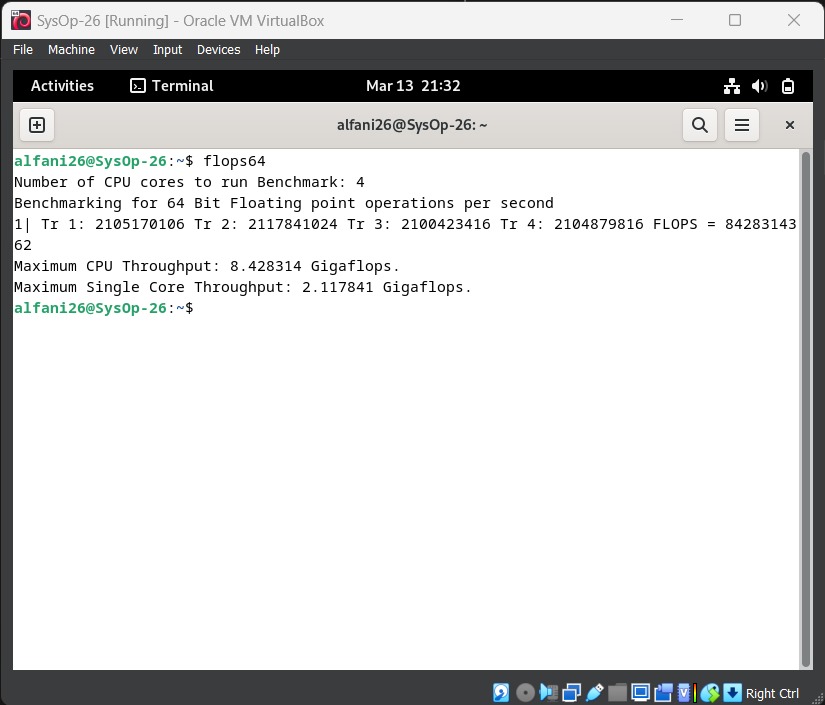 SysOp-26 [Running] - Oracle VM VirtualBox
File Machine View Input Devices Help
Activities Terminal Mar 13 21:32
alfani26@SysOp-26: ~
alfani26@SysOp-26:~$ flops64
Number of CPU cores to run Benchmark: 4
Benchmarking for 64 Bit Floating point operations per second
1| Tr 1: 2105170106 Tr 2: 2117841024 Tr 3: 2100423416 Tr 4: 2104879816 FLOPS = 84283143
62
Maximum CPU Throughput: 8.428314 Gigaflops.
Maximum Single Core Throughput: 2.117841 Gigaflops.
alfani26@SysOp-26:~$
Right Ctrl